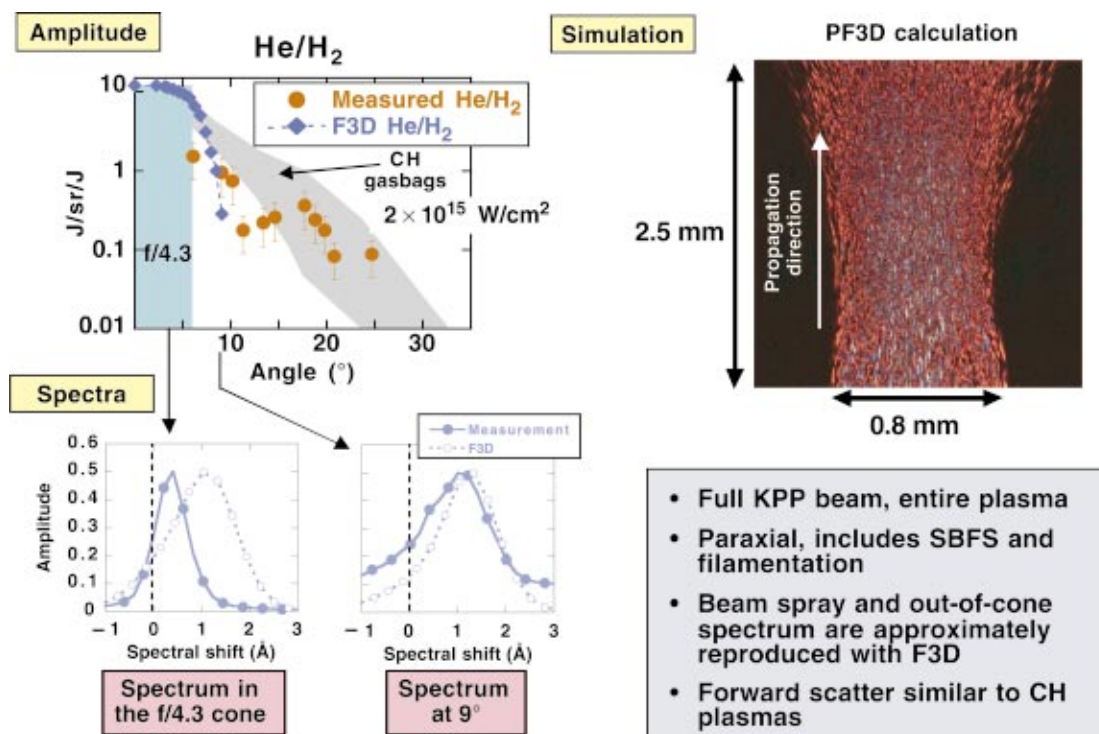 Amplitude
He/H₂
10
1
0.1
0.01
J/sr/J
Measured He/H₂
F3D He/H₂
CH
gasbags
2 × 10¹⁵ W/cm²
f/4.3
10 20 30
Angle (°)
Simulation
PF3D calculation
Propagation
direction
2.5 mm
0.8 mm
Spectra
Measurement
F3D
0.6
0.5
0.4
0.3
0.2
0.1
0
Amplitude
−1 0 1 2 3
Spectral shift (Å)
−1 0 1 2 3
Spectral shift (Å)
Spectrum in
the f/4.3 cone
Spectrum
at 9°
• Full KPP beam, entire plasma
• Paraxial, includes SBFS and
filamentation
• Beam spray and out-of-cone
spectrum are approximately
reproduced with F3D
• Forward scatter similar to CH
plasmas